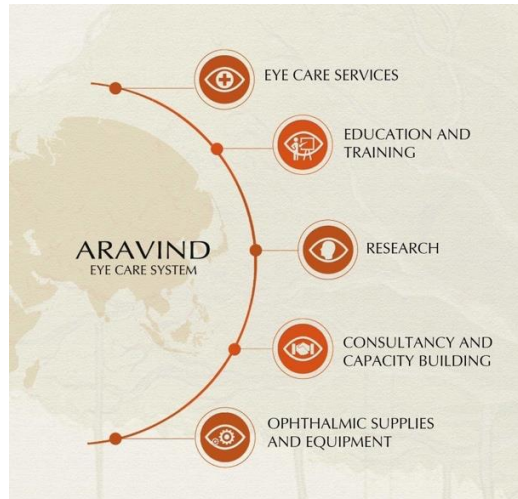 EYE CARE SERVICES
EDUCATION AND
TRAINING
ARAVIND
EYE CARE SYSTEM
RESEARCH
CONSULTANCY AND
CAPACITY BUILDING
OPHTHALMIC SUPPLIES
AND EQUIPMENT